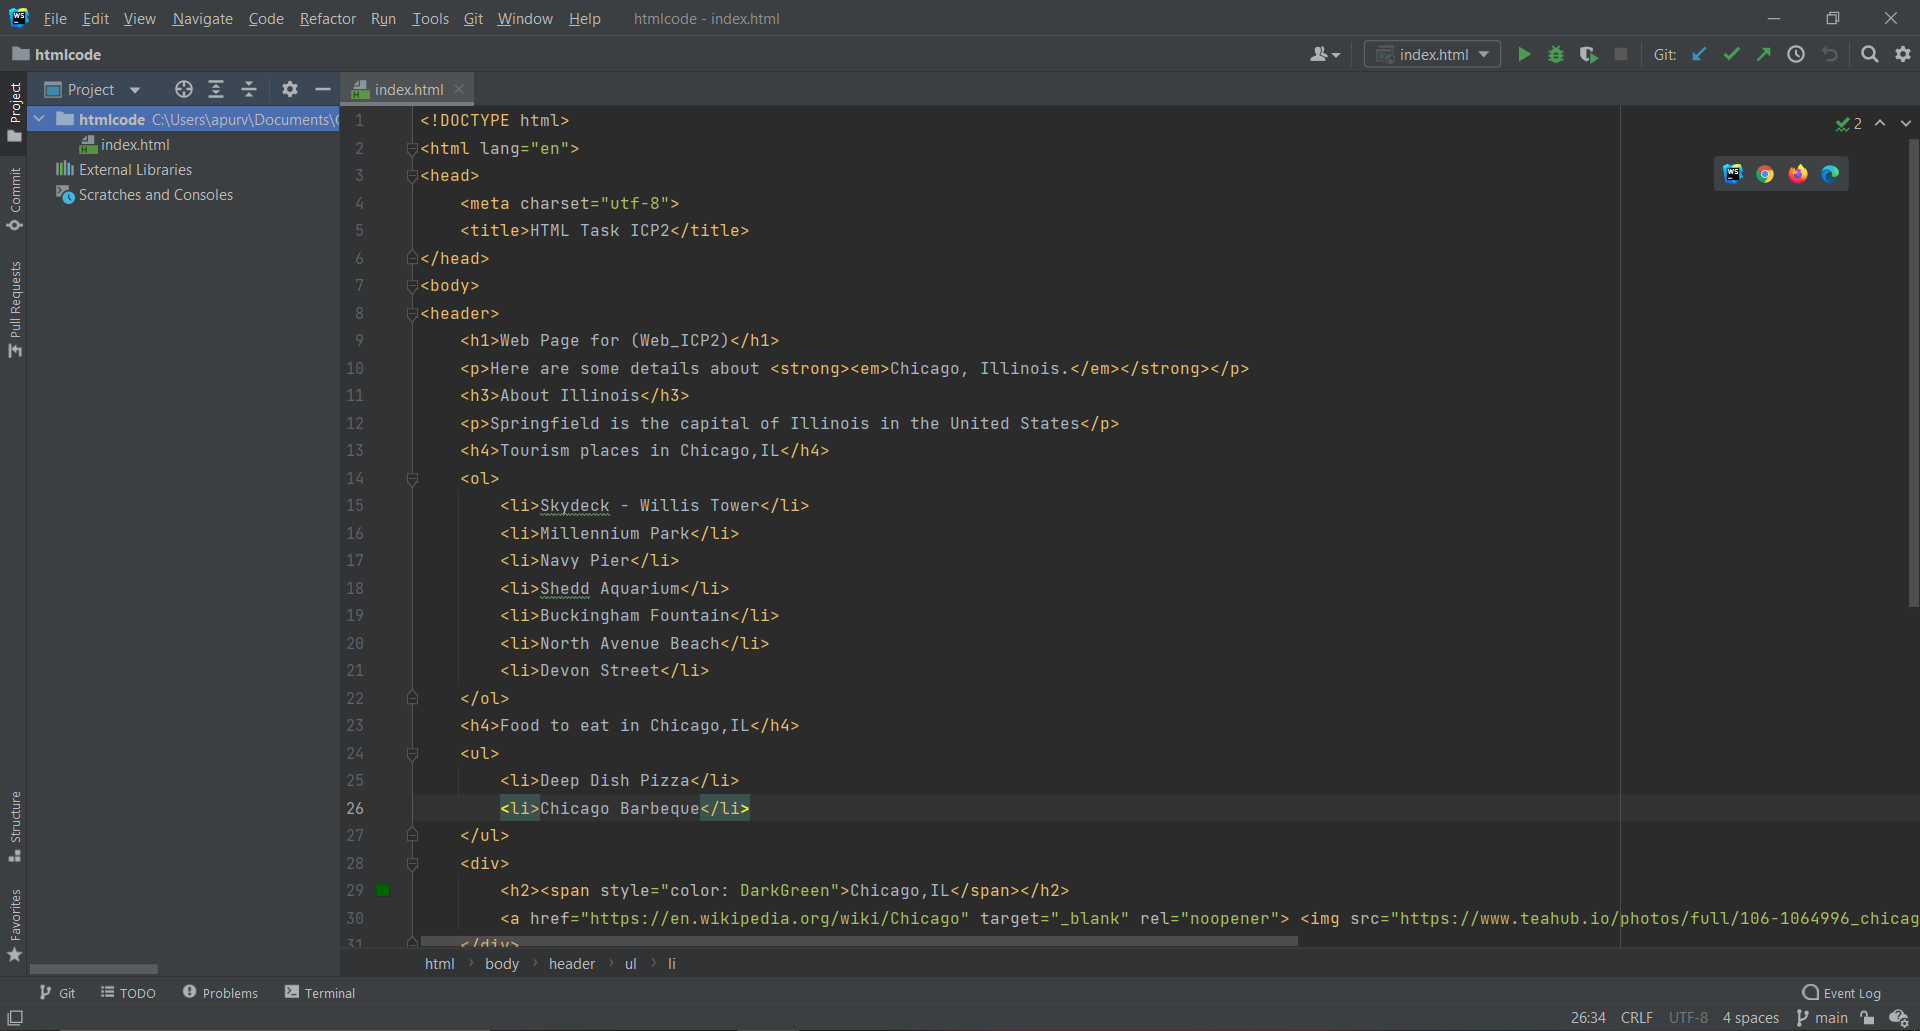 WS File Edit View Navigate Code Refactor Run Tools Git Window Help htmlcode - index.html
htmlcode index.html Git:
Project index.html
Project
Commit
Pull Requests
Structure
Favorites
htmlcode C:\Users\apurv\Documents\
index.html
External Libraries
Scratches and Consoles
2
WS
1 <!DOCTYPE html>
2 <html lang="en">
3 <head>
4 <meta charset="utf-8">
5 <title>HTML Task ICP2</title>
6 </head>
7 <body>
8 <header>
9 <h1>Web Page for (Web_ICP2)</h1>
10 <p>Here are some details about <strong><em>Chicago, Illinois.</em></strong></p>
11 <h3>About Illinois</h3>
12 <p>Springfield is the capital of Illinois in the United States</p>
13 <h4>Tourism places in Chicago,IL</h4>
14 <ol>
15 <li>Skydeck - Willis Tower</li>
16 <li>Millennium Park</li>
17 <li>Navy Pier</li>
18 <li>Shedd Aquarium</li>
19 <li>Buckingham Fountain</li>
20 <li>North Avenue Beach</li>
21 <li>Devon Street</li>
22 </ol>
23 <h4>Food to eat in Chicago,IL</h4>
24 <ul>
25 <li>Deep Dish Pizza</li>
26 <li>Chicago Barbeque</li>
27 </ul>
28 <div>
29 <h2><span style="color: DarkGreen">Chicago,IL</span></h2>
30 <a href="https://en.wikipedia.org/wiki/Chicago" target="_blank" rel="noopener"> <img src="https://www.teahub.io/photos/full/106-1064996_chicag
31 </div>
html body header ul li
Git TODO Problems Terminal Event Log
26:34 CRLF UTF-8 4 spaces main